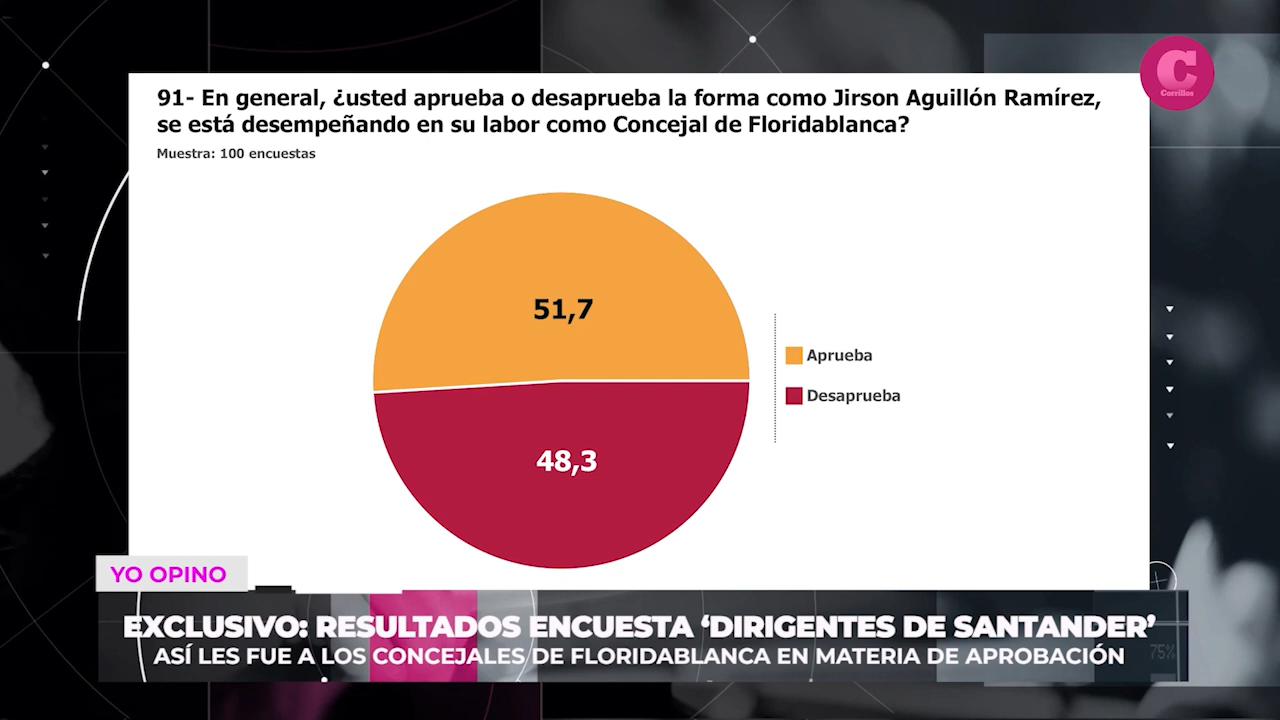 C
Corrillos
91- En general, ¿usted aprueba o desaprueba la forma como Jirson Aguillón Ramírez,
se está desempeñando en su labor como Concejal de Floridablanca?
Muestra: 100 encuestas
51,7
48,3
Aprueba
Desaprueba
YO OPINO
EXCLUSIVO: RESULTADOS ENCUESTA ‘DIRIGENTES DE SANTANDER’
ASÍ LES FUE A LOS CONCEJALES DE FLORIDABLANCA EN MATERIA DE APROBACIÓN
75%